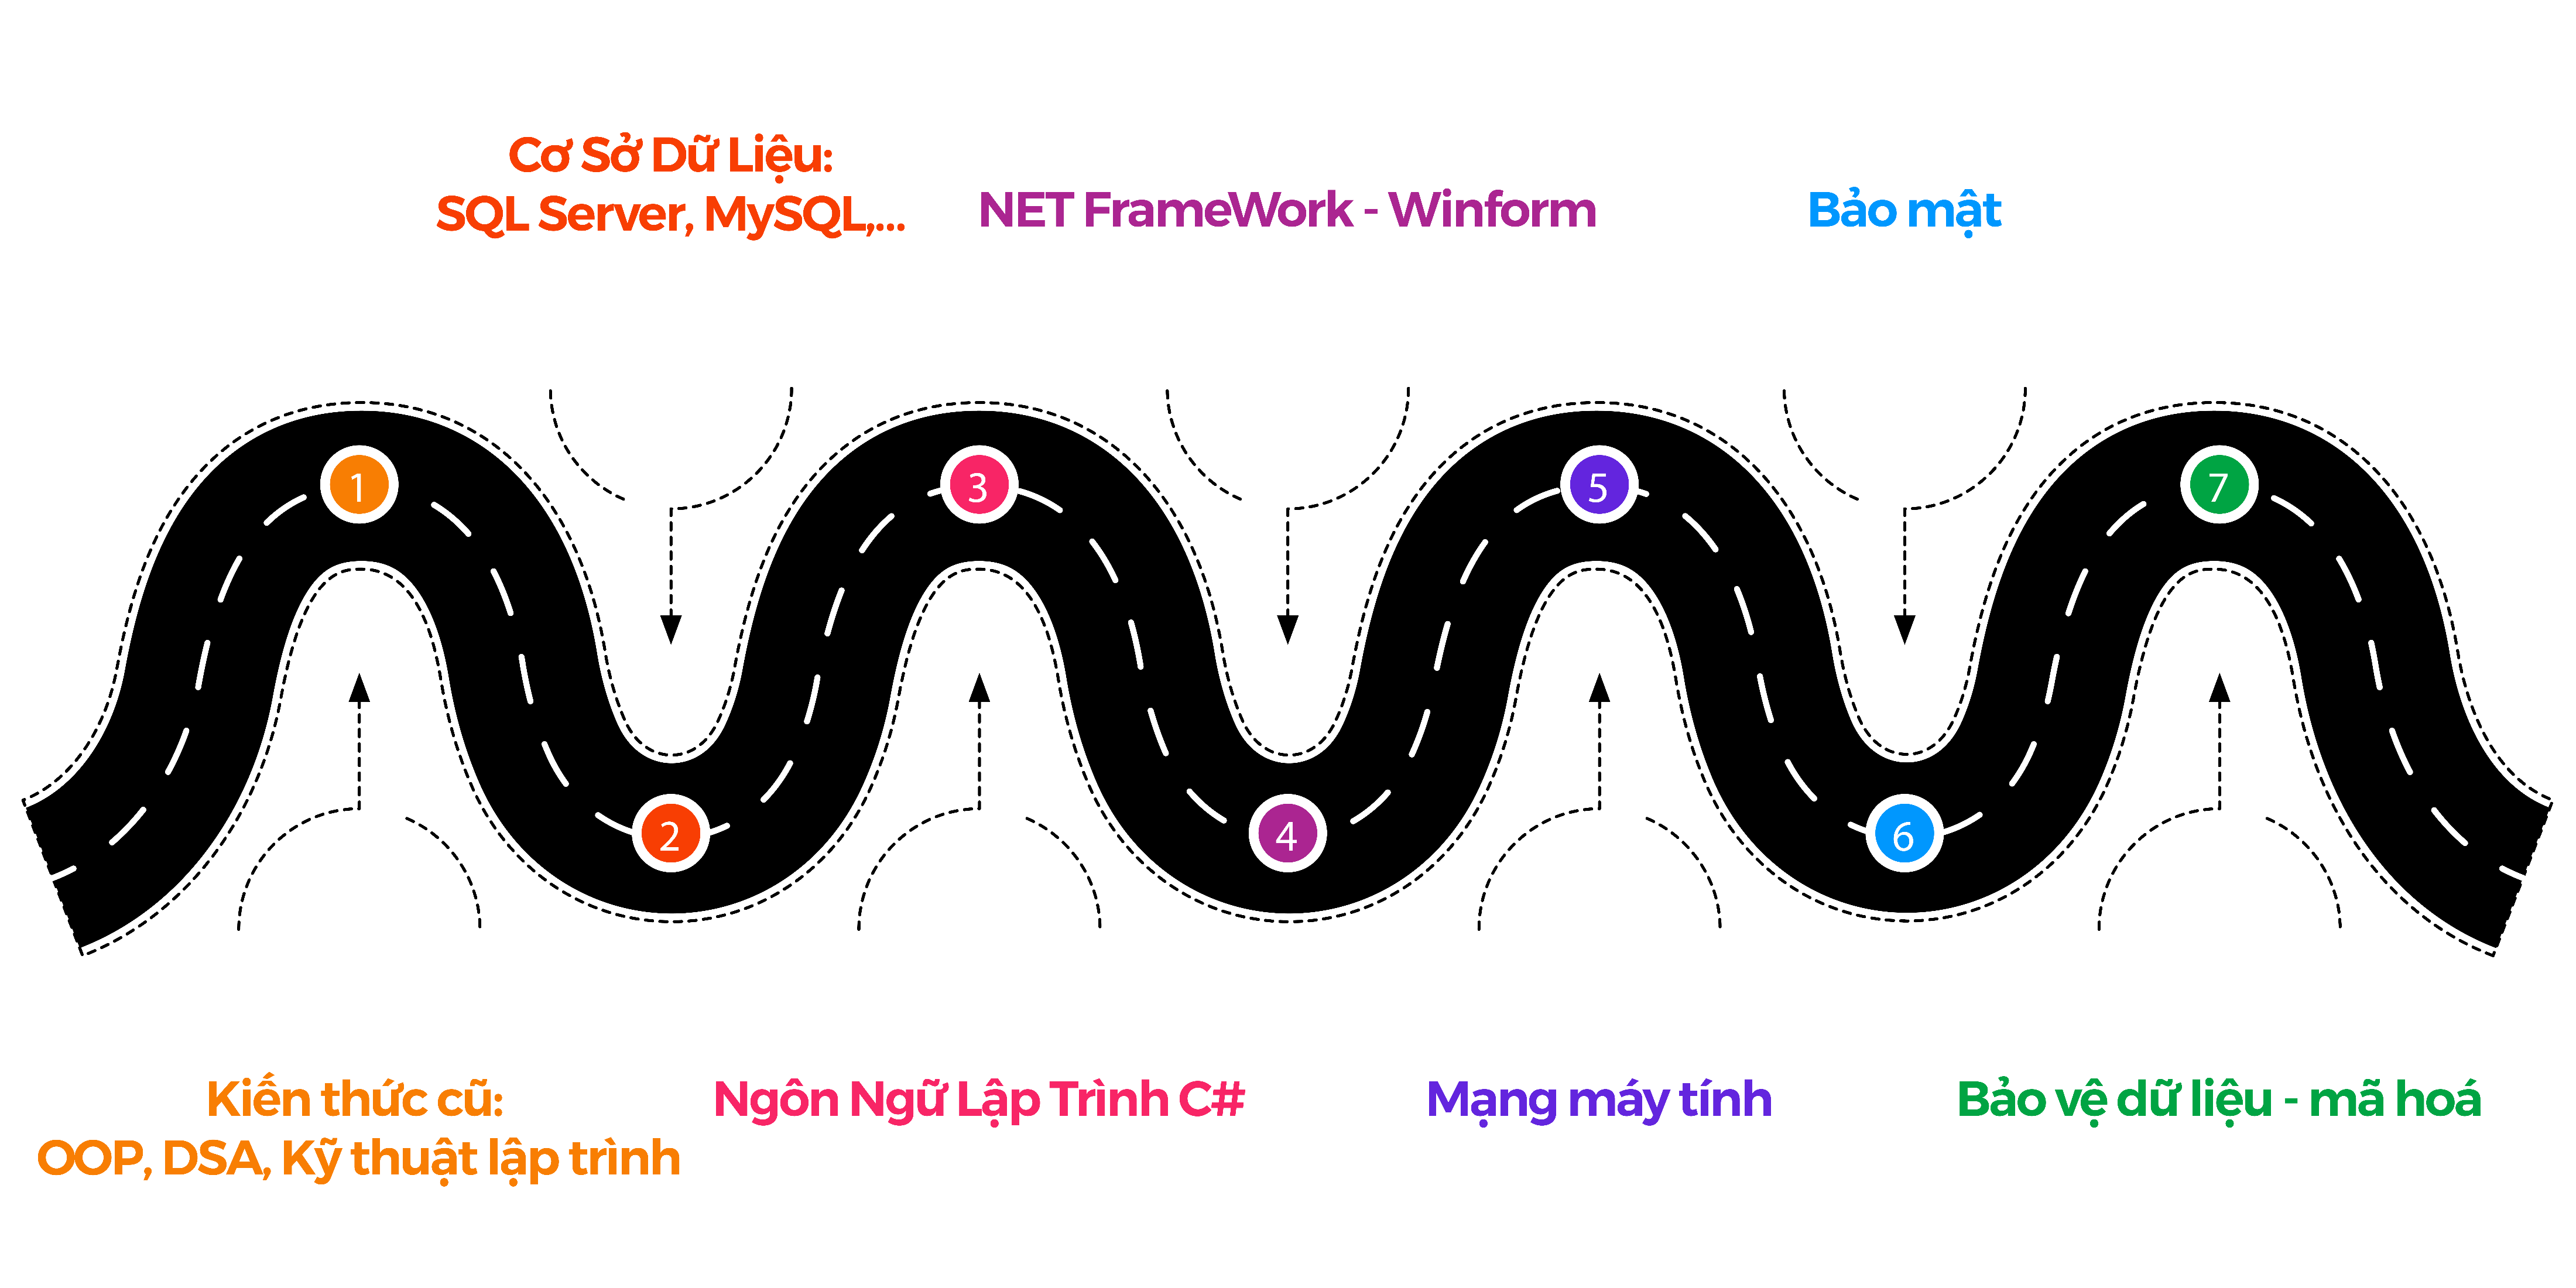 Cơ Sở Dữ Liệu:
SQL Server, MySQL,...
NET FrameWork - Winform
Bảo mật
1
3
5
7
2
4
6
Kiến thức cũ:
OOP, DSA, Kỹ thuật lập trình
Ngôn Ngữ Lập Trình C#
Mạng máy tính
Bảo vệ dữ liệu - mã hoá